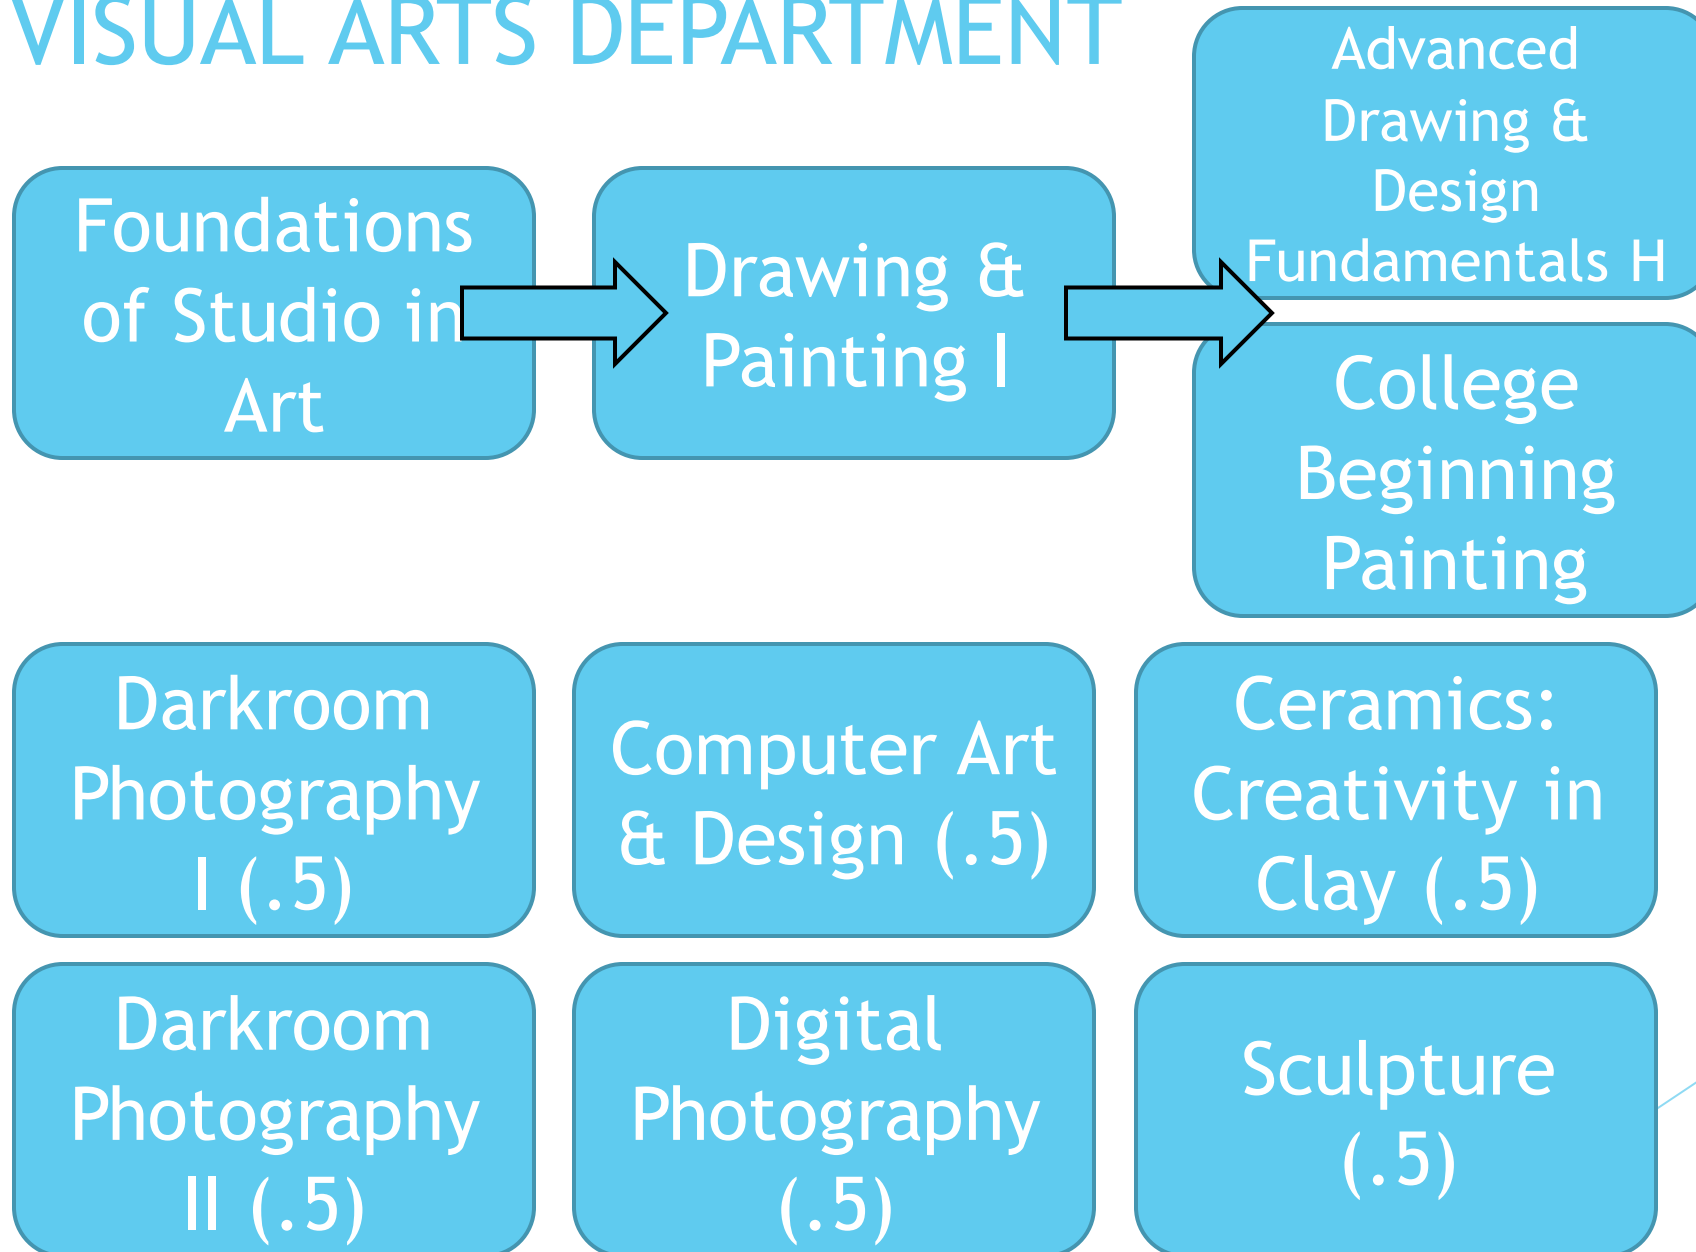 VISUAL ARTS DEPARTMENT
Foundations
of Studio in
Art
Drawing &
Painting I
Advanced
Drawing &
Design
Fundamentals H
College
Beginning
Painting
Darkroom
Photography
I (.5)
Computer Art
& Design (.5)
Ceramics:
Creativity in
Clay (.5)
Darkroom
Photography
II (.5)
Digital
Photography
(.5)
Sculpture
(.5)